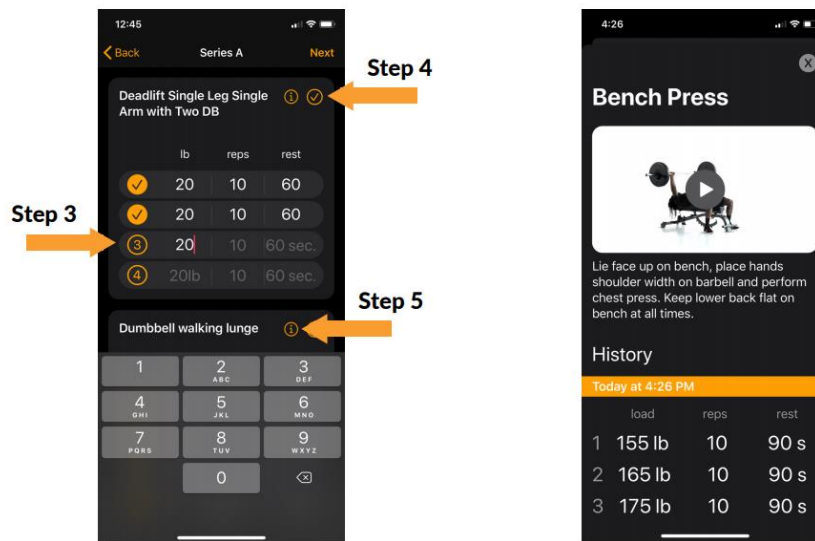 12:45
Back Series A Next
Step 4
Deadlift Single Leg Single
Arm with Two DB
lb reps rest
20 10 60
20 10 60
Step 3
3 20 10 60 sec.
4 20lb 10 60 sec.
Step 5
Dumbbell walking lunge
1 2 3
ABC DEF
4 5 6
GHI JKL MNO
7 8 9
PQRS TUV WXYZ
0
4:26
X
Bench Press
Lie face up on bench, place hands
shoulder width on barbell and perform
chest press. Keep lower back flat on
bench at all times.
History
Today at 4:26 PM
load reps rest
1 155 lb 10 90 s
2 165 lb 10 90 s
3 175 lb 10 90 s